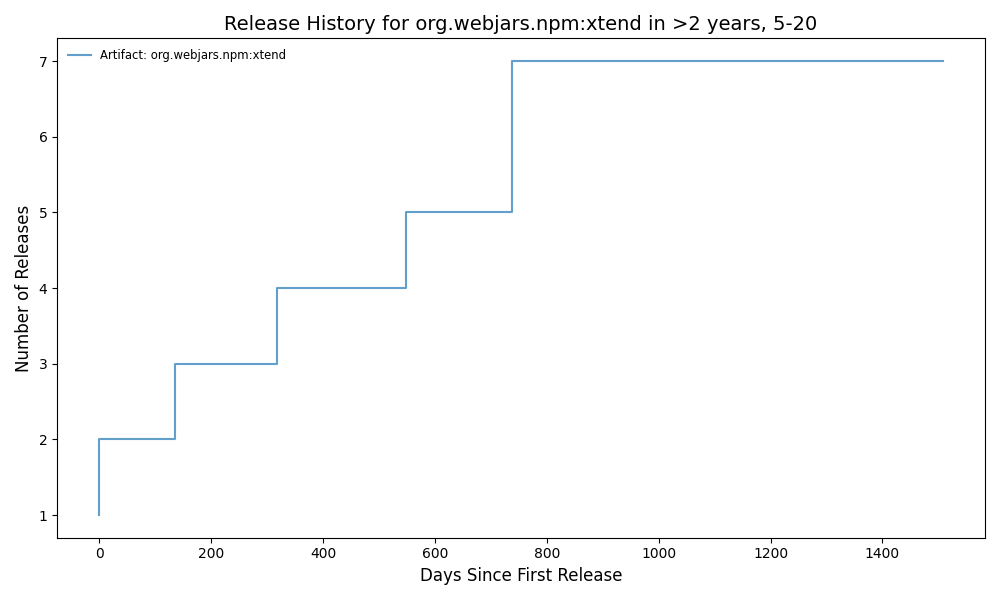 Release History for org.webjars.npm:xtend in >2 years, 5-20
Artifact: org.webjars.npm:xtend
Number of Releases
7
6
5
4
3
2
1
0 200 400 600 800 1000 1200 1400
Days Since First Release